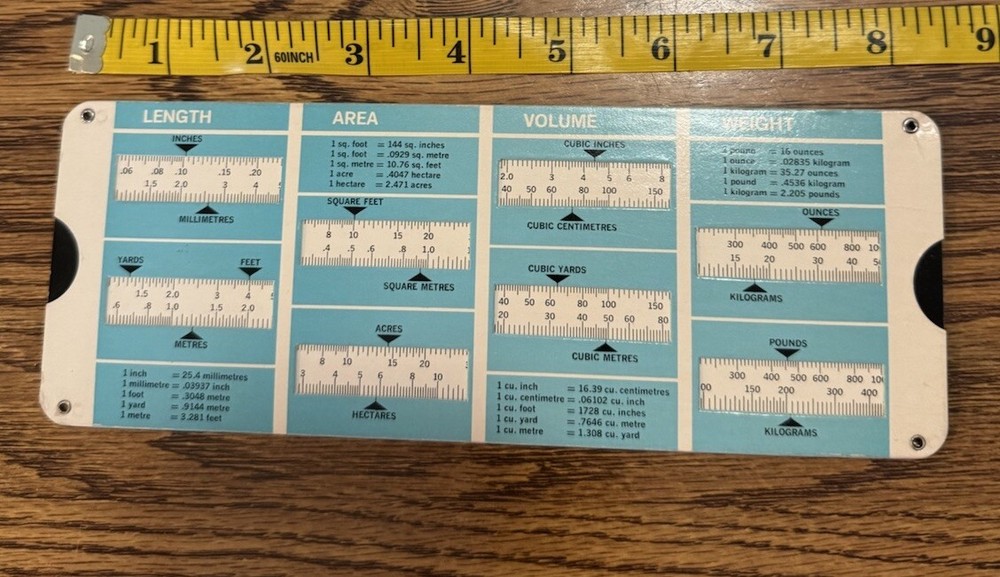 1 2 60INCH 3 4 5 6 7 8 9
LENGTH
INCHES
.06 .08 .10 .15 .20
1.5 2.0 3 4
MILLIMETRES
YARDS FEET
1.5 2.0 3 4
.6 .8 1.0 1.5 2.0
METRES
1 inch = 25.4 millimetres
1 millimetre = .03937 inch
1 foot = .3048 metre
1 yard = .9144 metre
1 metre = 3.281 feet
AREA
1 sq. foot = 144 sq. inches
1 sq. foot = .0929 sq. metre
1 sq. metre = 10.76 sq. feet
1 acre = .4047 hectare
1 hectare = 2.471 acres
SQUARE FEET
8 10 15 20
.4 .5 .6 .8 1.0
SQUARE METRES
ACRES
8 10 15 20
3 4 5 6 8 10
HECTARES
VOLUME
CUBIC INCHES
2.0 3 4 5 6 8
40 50 60 80 100 150
CUBIC CENTIMETRES
CUBIC YARDS
40 50 60 80 100 150
20 30 40 50 60 80
CUBIC METRES
1 cu. inch = 16.39 cu. centimetres
1 cu. centimetre = .06102 cu. inch
1 cu. foot = 1728 cu. inches
1 cu. yard = .7646 cu. metre
1 cu. metre = 1.308 cu. yard
WEIGHT
1 pound = 16 ounces
1 ounce = .02835 kilogram
1 kilogram = 35.27 ounces
1 pound = .4536 kilogram
1 kilogram = 2.205 pounds
OUNCES
300 400 500 600 800 10
15 20 30 40 5
KILOGRAMS
POUNDS
300 400 500 600 800 10
00 150 200 300 400
KILOGRAMS